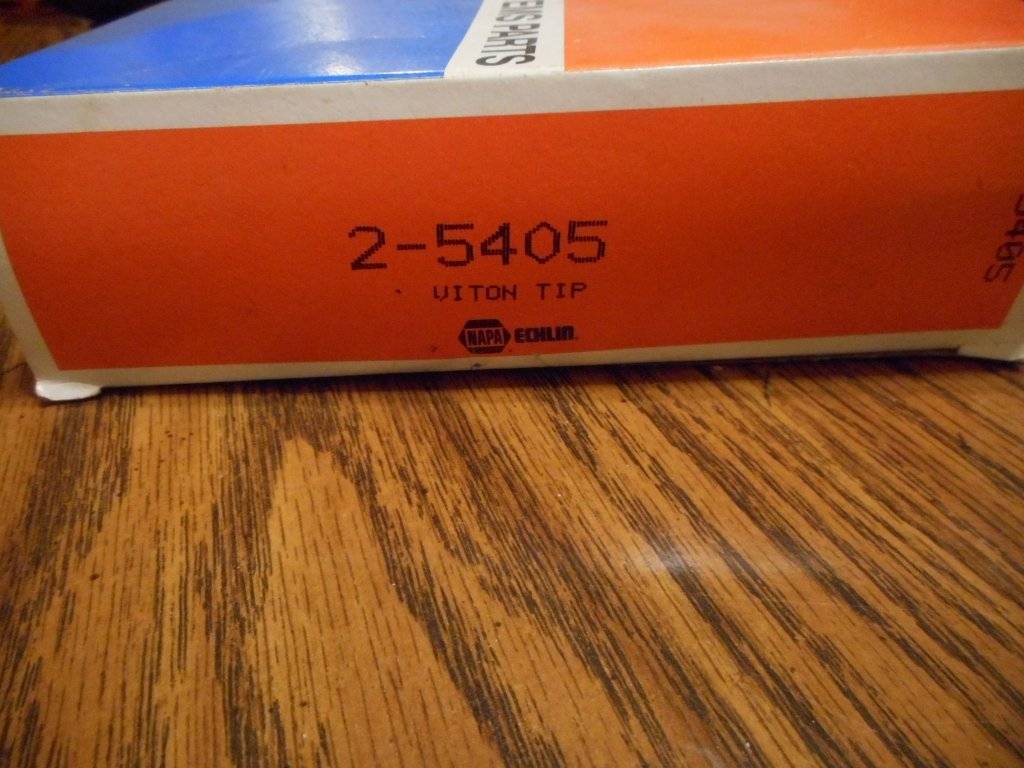 PARTS
2-5405
VITON TIP
NAPA ECHLIN
5405